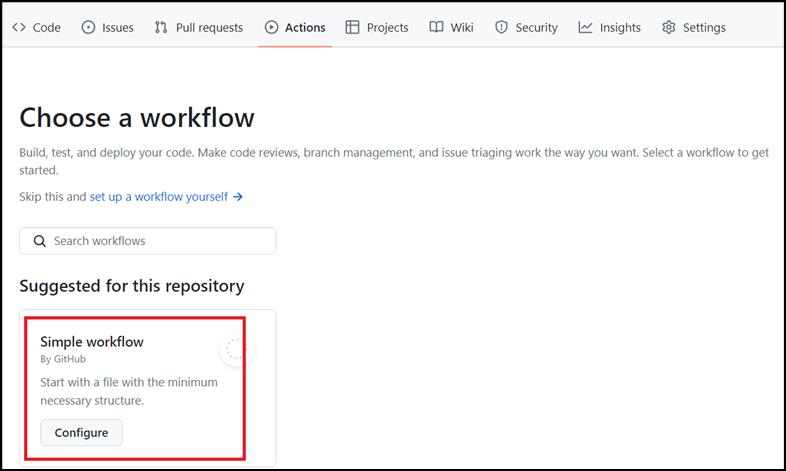 Code Issues Pull requests Actions Projects Wiki Security Insights Settings
Choose a workflow
Build, test, and deploy your code. Make code reviews, branch management, and issue triaging work the way you want. Select a workflow to get
started.
Skip this and set up a workflow yourself →
Search workflows
Suggested for this repository
Simple workflow
By GitHub
Start with a file with the minimum
necessary structure.
Configure